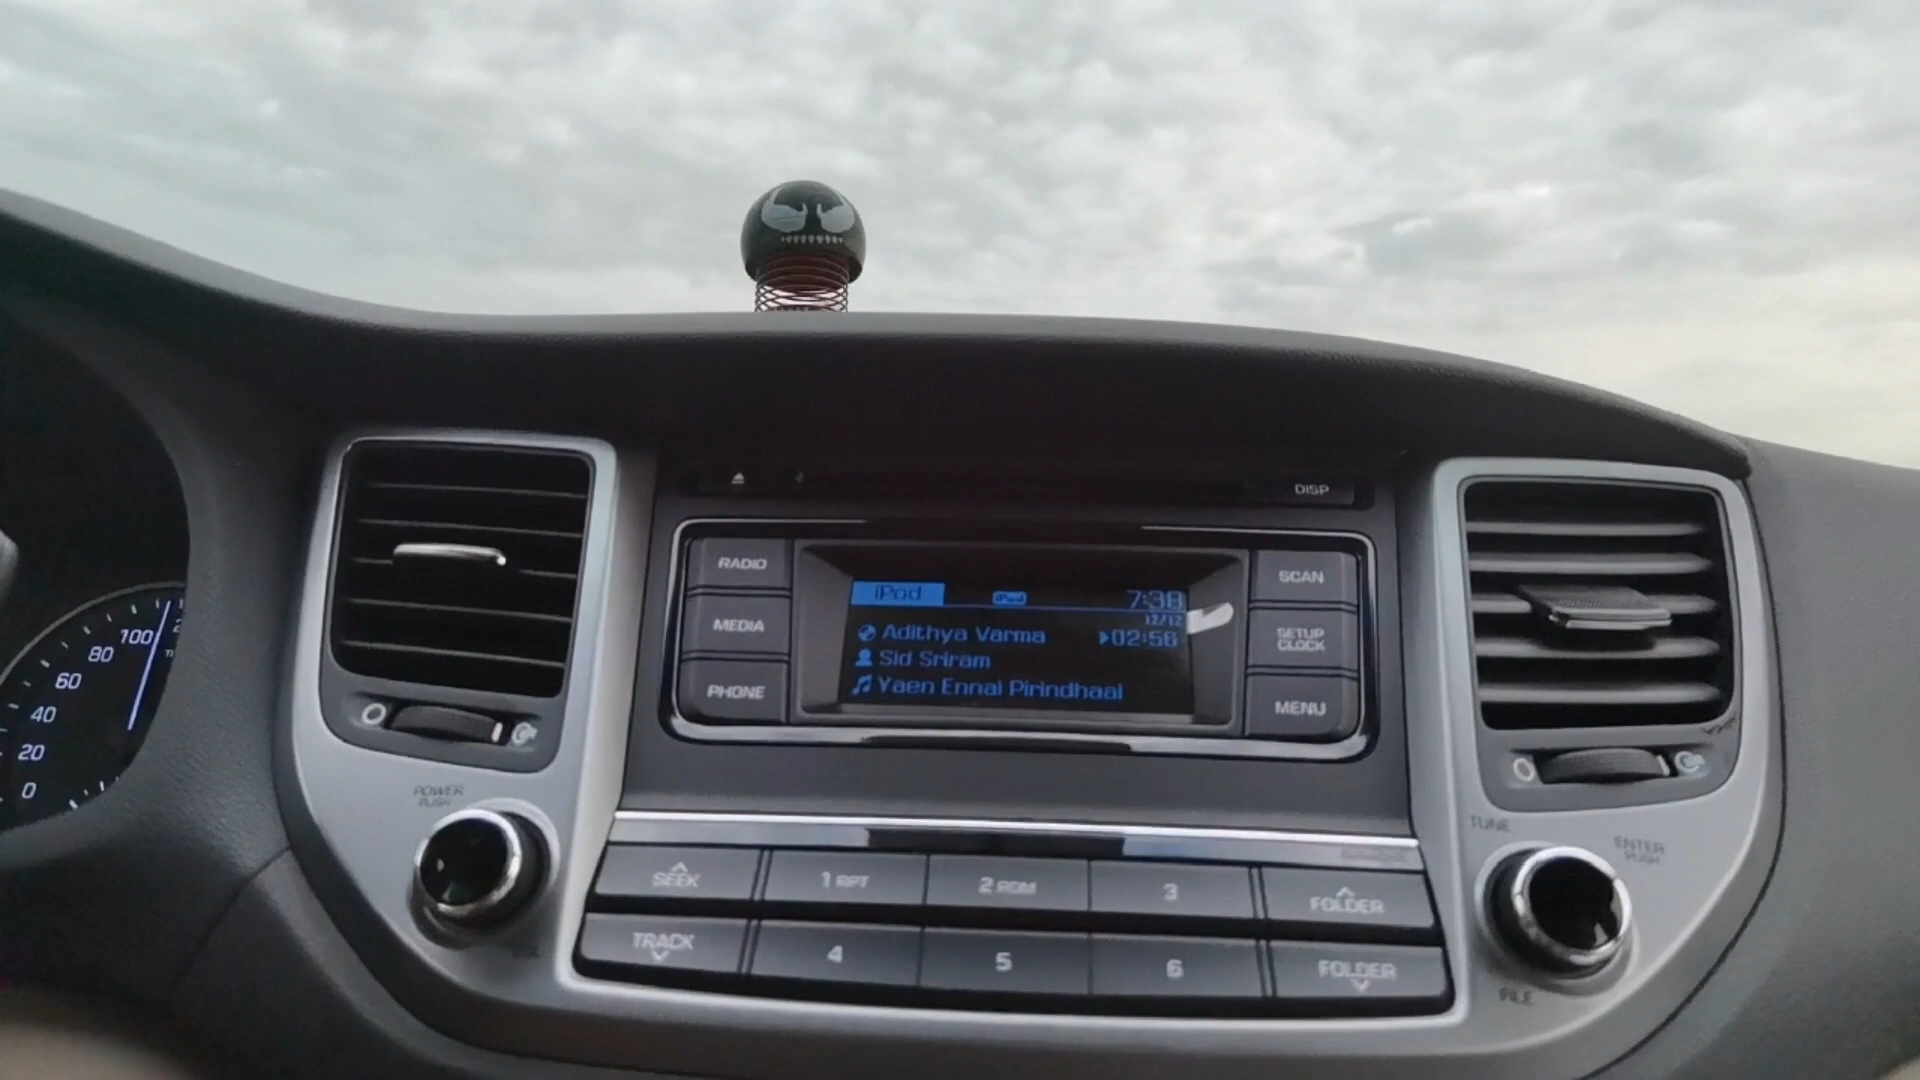 DISP
RADIO
MEDIA
PHONE
iPod iPod 7:38
12/12
Adithya Varma 02:56
Sid Sriram
Yaen Ennai Pirindhaai
SCAN
SETUP
CLOCK
MENU
100
80
60
40
20
0
POWER
PUSH
TUNE
ENTER
PUSH
SEEK
1 RPT
2 RDM
3
FOLDER
TRACK
4
5
6
FOLDER
FILE